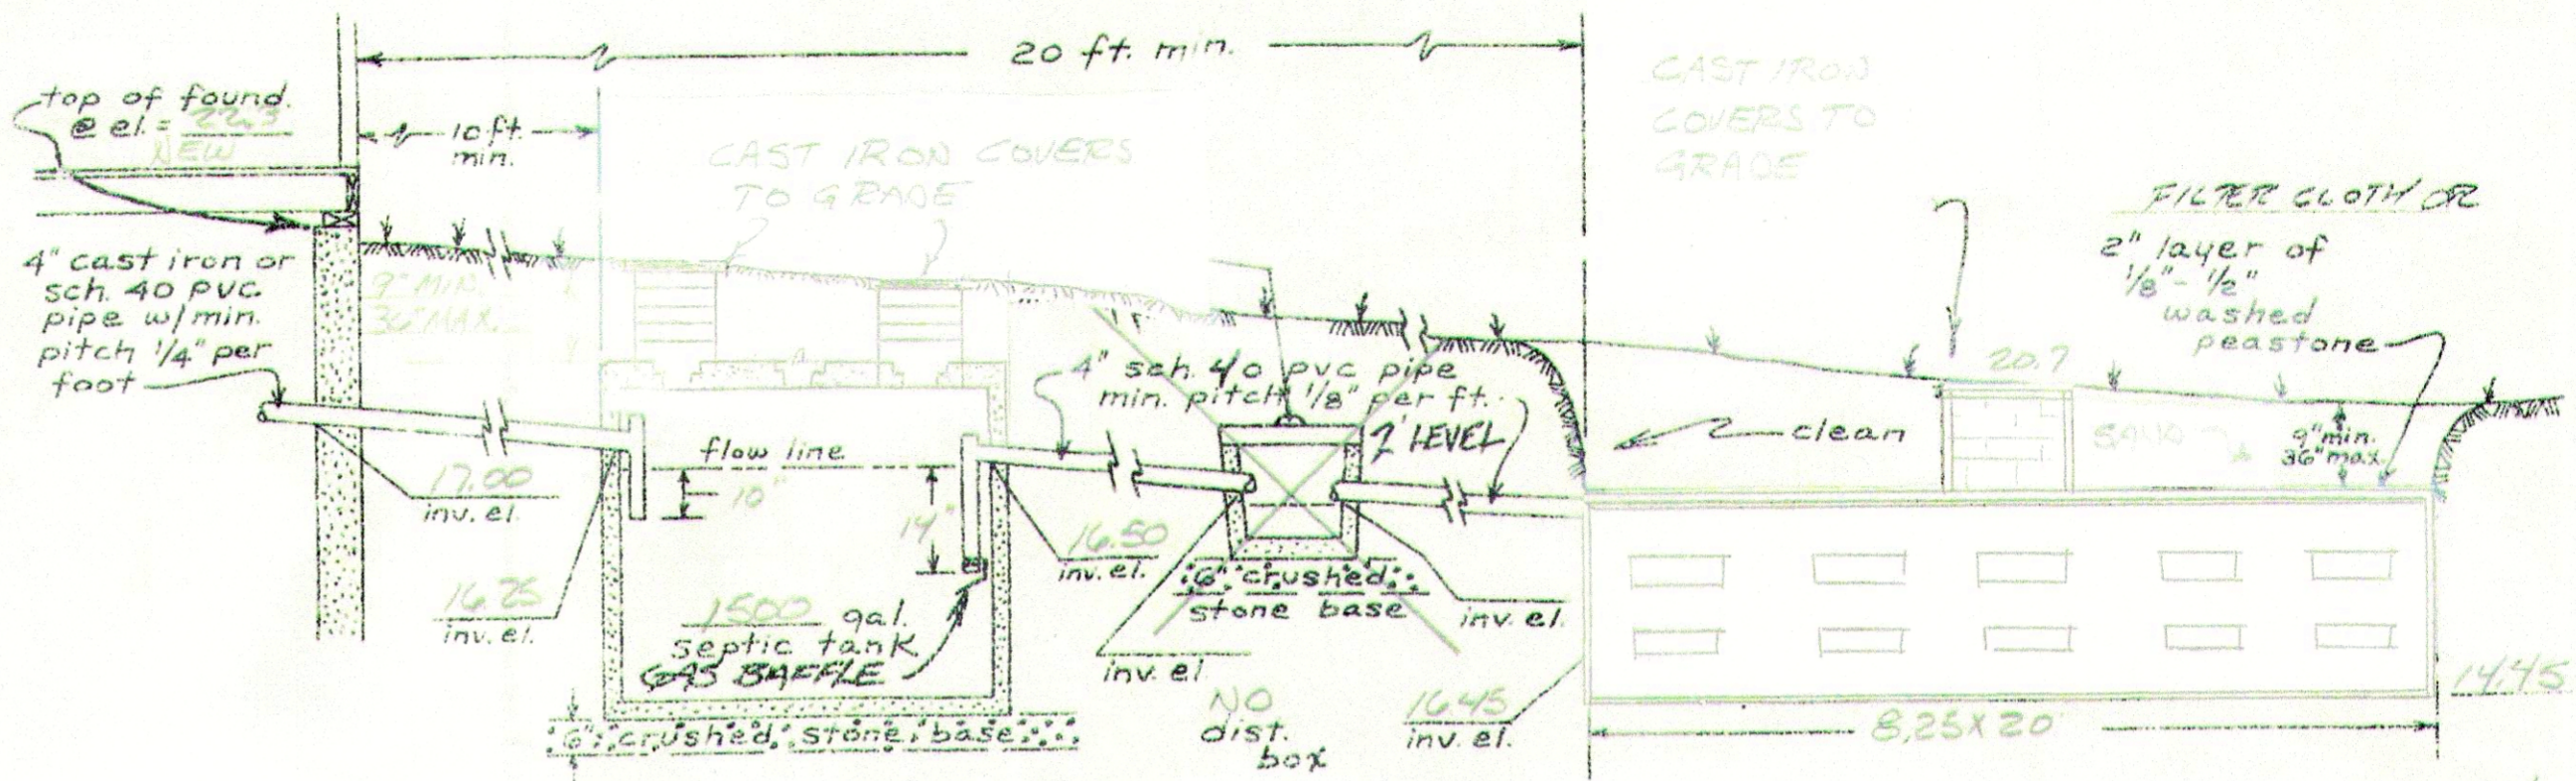 20 ft. min.
top of found.
@ el. = 22.3
NEW
10 ft.
min.
CAST IRON COVERS
TO GRADE
CAST IRON
COVERS TO
GRADE
FILTER CLOTH OR
2" layer of
1/8" - 1/2"
washed
peastone
4" cast iron or
sch. 40 pvc
pipe w/ min.
pitch 1/4" per
foot
9" MIN.
36" MAX.
4" sch. 40 pvc pipe
min. pitch 1/8" per ft.
2' LEVEL
clean
SAND
20.7
9" min.
36" max.
flow line
10"
14"
17.00
inv. el.
16.75
inv. el.
16.50
inv. el.
1500 gal.
septic tank
GAS BAFFLE
6" crushed stone base
6" crushed
stone base
inv. el.
inv. el.
NO
dist.
box
16.45
inv. el.
8.25 X 20
14.45